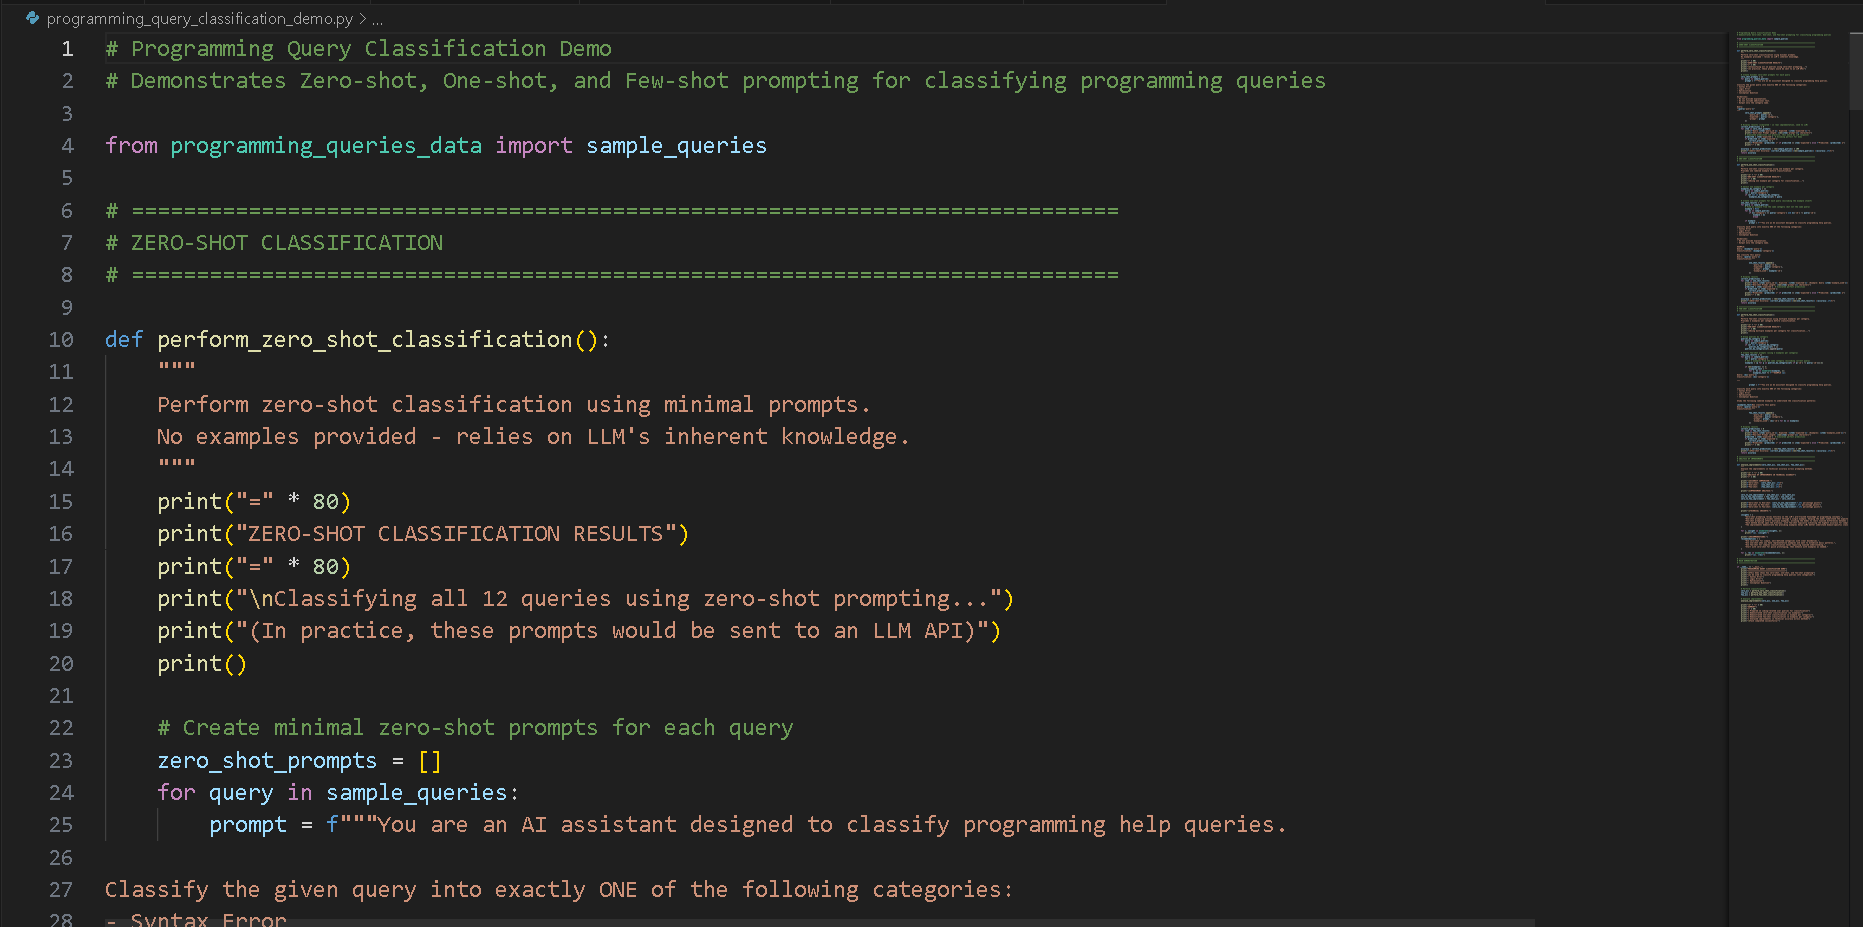 programming_query_classification_demo.py > ...
1 # Programming Query Classification Demo
2 # Demonstrates Zero-shot, One-shot, and Few-shot prompting for classifying programming queries
3
4 from programming_queries_data import sample_queries
5
6 # ============================================================================
7 # ZERO-SHOT CLASSIFICATION
8 # ============================================================================
9
10 def perform_zero_shot_classification():
11     """
12     Perform zero-shot classification using minimal prompts.
13     No examples provided - relies on LLM's inherent knowledge.
14     """
15     print("=" * 80)
16     print("ZERO-SHOT CLASSIFICATION RESULTS")
17     print("=" * 80)
18     print("\nClassifying all 12 queries using zero-shot prompting...")
19     print("(In practice, these prompts would be sent to an LLM API)")
20     print()
21
22     # Create minimal zero-shot prompts for each query
23     zero_shot_prompts = []
24     for query in sample_queries:
25         prompt = f"""You are an AI assistant designed to classify programming help queries.
26
27 Classify the given query into exactly ONE of the following categories:
28 - Syntax Error